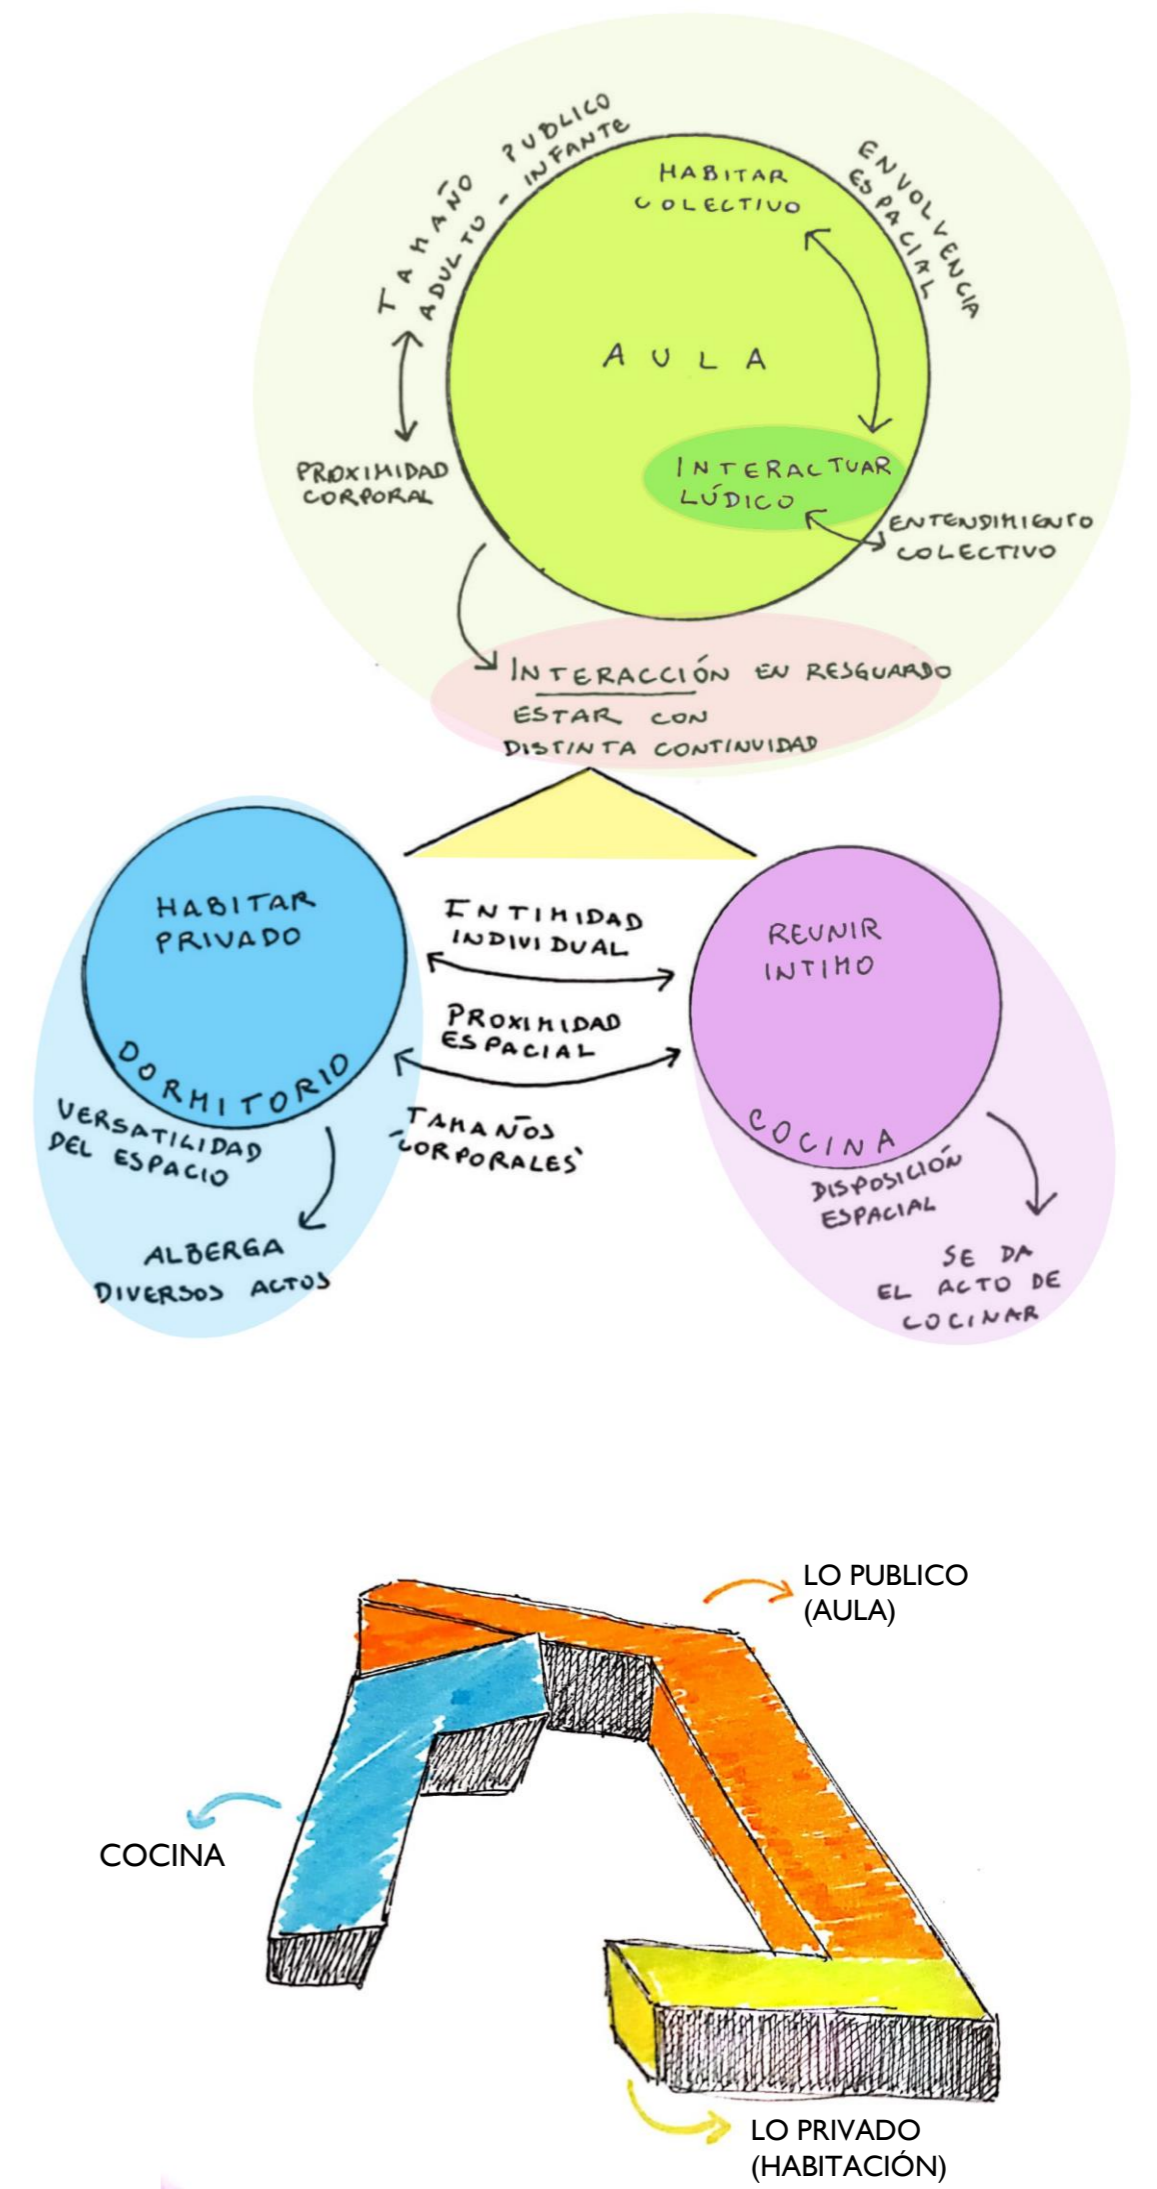 TAMAÑO PUBLICO
ADULTO - INFANTE
ENVOLVENCIA
ESPACIAL
HABITAR
COLECTIVO
AULA
PROXIMIDAD
CORPORAL
INTERACTUAR
LÚDICO
ENTENDIMIENTO
COLECTIVO
INTERACCIÓN EN RESGUARDO
ESTAR CON
DISTINTA CONTINUIDAD
HABITAR
PRIVADO
DORMITORIO
VERSATILIDAD
DEL ESPACIO
ALBERGA
DIVERSOS ACTOS
INTIMIDAD
INDIVIDUAL
PROXIMIDAD
ESPACIAL
TAMAÑOS
'CORPORALES'
REUNIR
INTIMO
COCINA
DISPOSICIÓN
ESPACIAL
SE DA
EL ACTO DE
COCINAR
LO PUBLICO
(AULA)
COCINA
LO PRIVADO
(HABITACIÓN)